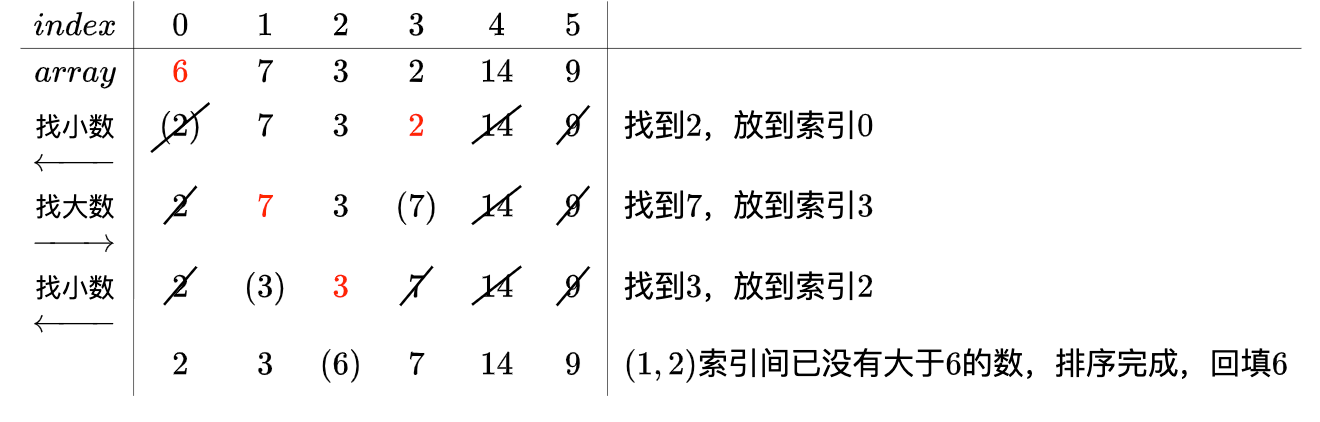 index 0 1 2 3 4 5
array 6 7 3 2 14 9
找小数 (2) 7 3 2 14 9 找到2，放到索引0
←
找大数 2 7 3 (7) 14 9 找到7，放到索引3
→
找小数 2 (3) 3 7 14 9 找到3，放到索引2
←
2 3 (6) 7 14 9 (1, 2)索引间已没有大于6的数，排序完成，回填6